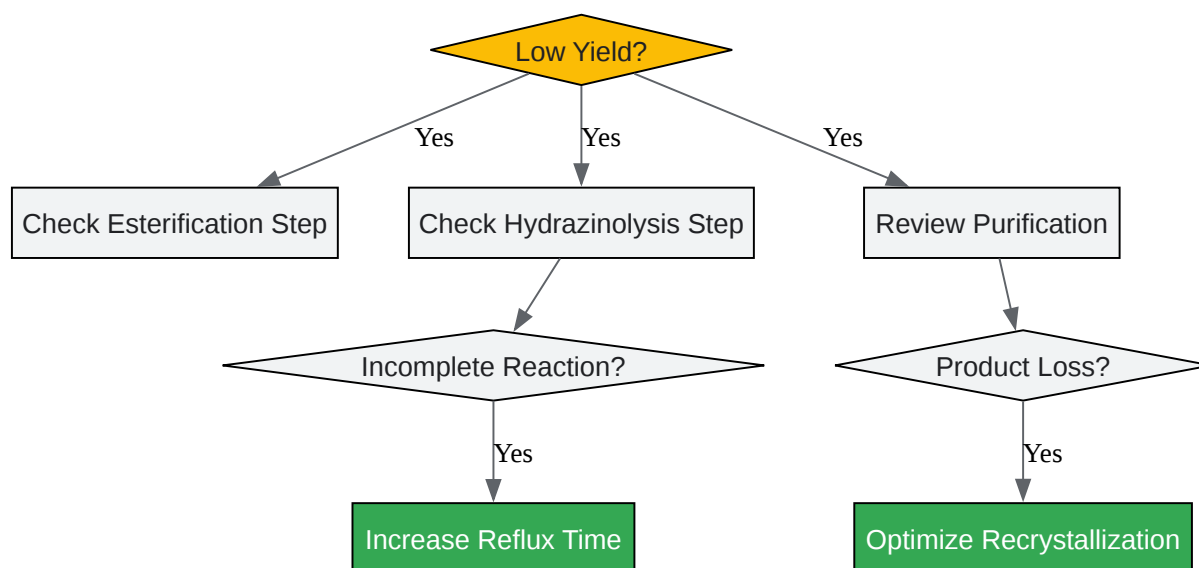 Low Yield?
Yes
Yes
Yes
Check Esterification Step
Check Hydrazinolysis Step
Review Purification
Incomplete Reaction?
Product Loss?
Yes
Yes
Increase Reflux Time
Optimize Recrystallization